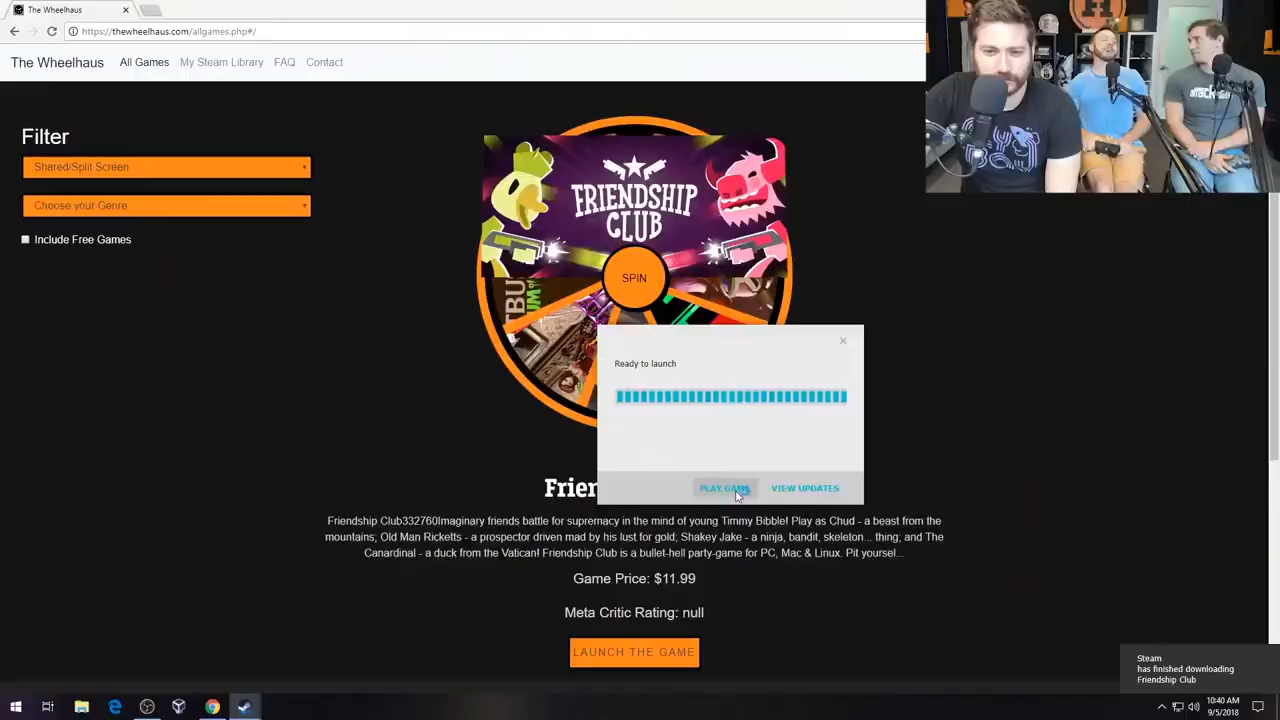 The Wheelhaus
https://thewheelhaus.com/allgames.php#/
The Wheelhaus All Games My Steam Library FAQ Contact
Filter
Shared/Split Screen
Choose your Genre
Include Free Games
FRIENDSHIP
CLUB
SPIN
Ready to launch
PLAY GAME VIEW UPDATES
Friendship Club332760Imaginary friends battle for supremacy in the mind of young Timmy Bibble! Play as Chud - a beast from the
mountains; Old Man Ricketts - a prospector driven mad by his lust for gold; Shakey Jake - a ninja, bandit, skeleton... thing; and The
Canardinal - a duck from the Vatican! Friendship Club is a bullet-hell party-game for PC, Mac & Linux. Pit yoursel...
Game Price: $11.99
Meta Critic Rating: null
LAUNCH THE GAME
Steam
has finished downloading
Friendship Club
10:40 AM
9/5/2018